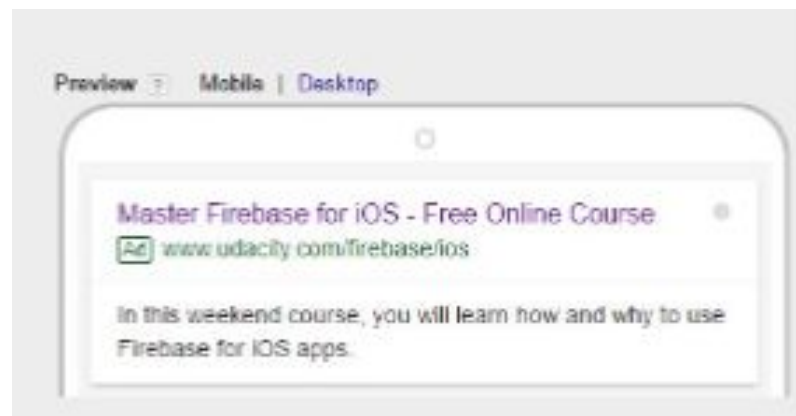 Preview ? Mobile | Desktop
Master Firebase for iOS - Free Online Course
Ad www.udacity.com/firebase/ios
In this weekend course, you will learn how and why to use
Firebase for iOS apps.